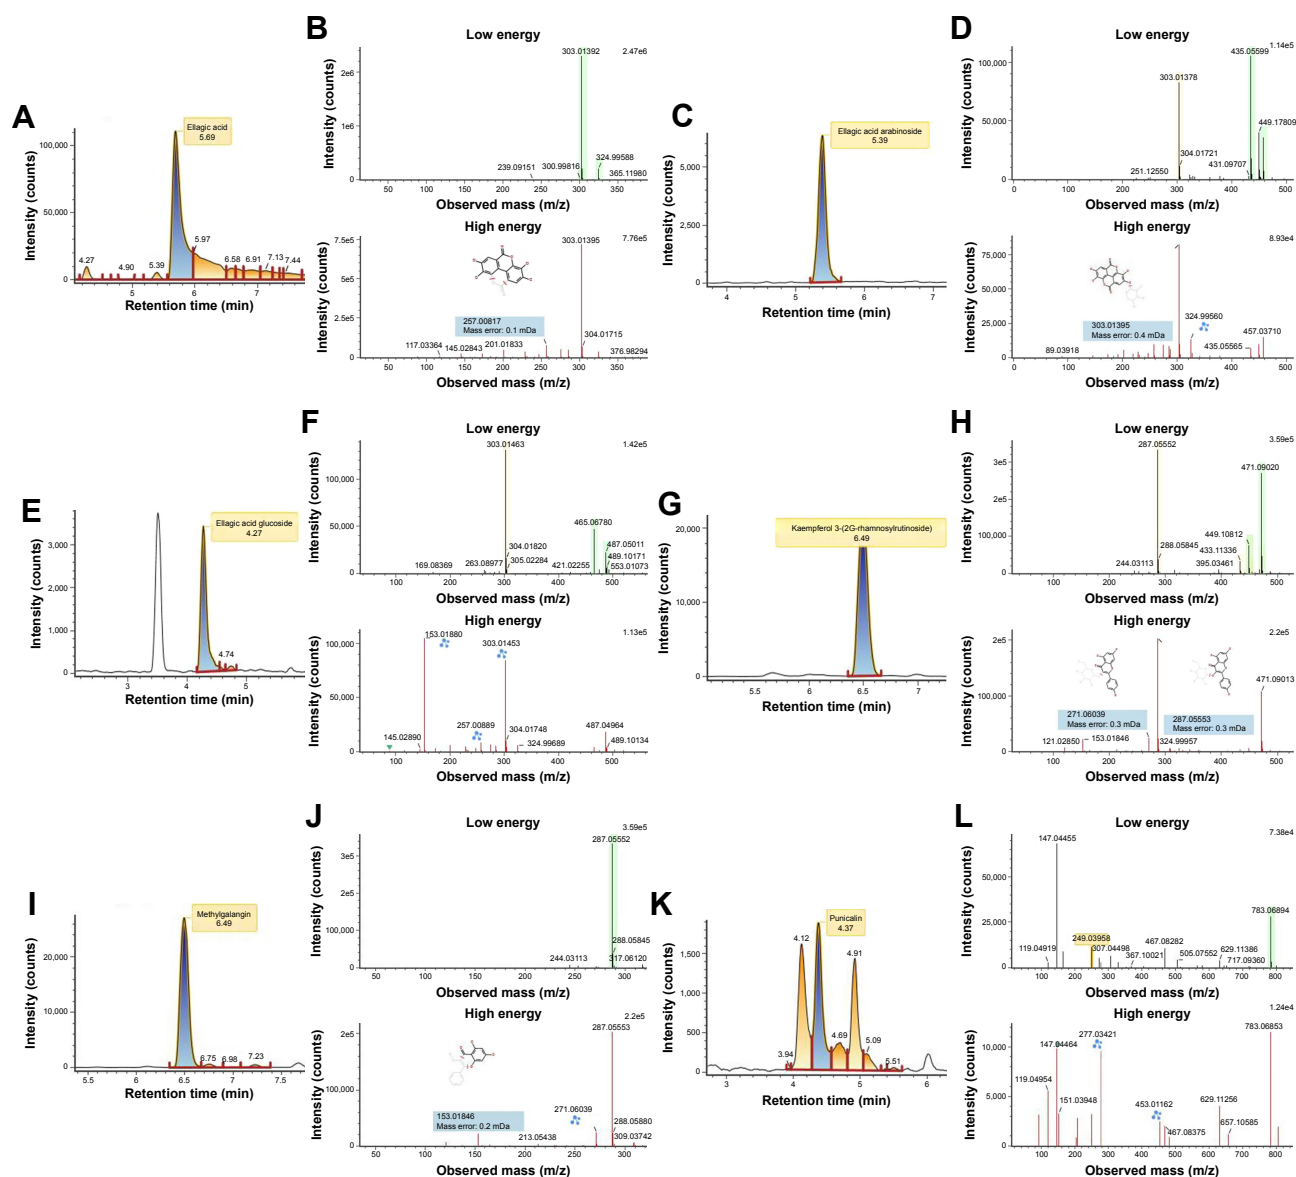 A
Intensity (counts)
100,000
50,000
0
Ellagic acid
5.69
4.27
4.90
5.39
5.97
6.58
6.91
7.13
7.44
5
6
7
Retention time (min)
B
Low energy
2.47e6
Intensity (counts)
2e6
1e6
0
303.01392
239.09151
300.99816
324.99588
365.11980
50 100 150 200 250 300 350
Observed mass (m/z)
High energy
7.76e5
Intensity (counts)
7.5e5
5e5
2.5e5
0
303.01395
257.00817
Mass error: 0.1 mDa
117.03364
145.02843
201.01833
304.01715
376.98294
50 100 150 200 250 300 350
Observed mass (m/z)
C
Intensity (counts)
5,000
2,500
0
Ellagic acid arabinoside
5.39
4 5 6 7
Retention time (min)
D
Low energy
1.14e5
Intensity (counts)
100,000
50,000
0
435.05599
303.01378
449.17809
304.01721
431.09707
251.12550
0 100 200 300 400 500
Observed mass (m/z)
High energy
8.93e4
Intensity (counts)
75,000
50,000
25,000
0
303.01395
Mass error: 0.4 mDa
324.99560
457.03710
435.05565
89.03918
0 100 200 300 400 500
Observed mass (m/z)
E
Intensity (counts)
3,000
2,000
1,000
0
Ellagic acid glucoside
4.27
4.74
3 4 5
Retention time (min)
F
Low energy
1.42e5
Intensity (counts)
100,000
50,000
0
303.01463
465.06780
304.01820
305.02284
487.05011
489.10171
553.01073
169.08369
263.08977
421.02255
100 200 300 400 500
Observed mass (m/z)
High energy
1.13e5
Intensity (counts)
100,000
50,000
0
153.01880
303.01453
257.00889
304.01748
487.04964
145.02890
324.99689
489.10134
100 200 300 400 500
Observed mass (m/z)
G
Intensity (counts)
20,000
10,000
0
Kaempferol 3-(2G-rhamnosylrutinoside)
6.49
5.5 6 6.5 7
Retention time (min)
H
Low energy
3.59e5
Intensity (counts)
3e5
2e5
100,000
0
287.05552
471.09020
449.10812
288.05845
433.11336
244.03113
395.03461
100 200 300 400 500
Observed mass (m/z)
High energy
2.2e5
Intensity (counts)
2e5
100,000
0
271.06039
Mass error: 0.3 mDa
287.05553
Mass error: 0.3 mDa
471.09013
121.02850
153.01846
324.99957
100 200 300 400 500
Observed mass (m/z)
I
Intensity (counts)
20,000
10,000
0
Methylgalangin
6.49
6.75
6.98
7.23
5.5 6 6.5 7 7.5
Retention time (min)
J
Low energy
3.59e5
Intensity (counts)
3e5
2e5
100,000
0
287.05552
288.05845
244.03113
317.06120
50 100 150 200 250 300
Observed mass (m/z)
High energy
2.2e5
Intensity (counts)
2e5
100,000
0
287.05553
153.01846
Mass error: 0.2 mDa
271.06039
213.05438
288.05880
309.03742
50 100 150 200 250 300
Observed mass (m/z)
K
Intensity (counts)
1,500
1,000
500
0
Punicalin
4.37
4.12
4.91
4.69
3.94
5.09
5.51
3 4 5 6
Retention time (min)
L
Low energy
7.38e4
Intensity (counts)
50,000
25,000
0
147.04455
783.06894
249.03958
119.04919
307.04498
367.10021
467.08282
505.07552
629.11386
717.09360
100 200 300 400 500 600 700 800
Observed mass (m/z)
High energy
1.24e4
Intensity (counts)
10,000
5,000
0
783.06853
277.03421
147.04464
119.04954
151.03948
453.01162
467.08375
629.11256
657.10585
100 200 300 400 500 600 700 800
Observed mass (m/z)